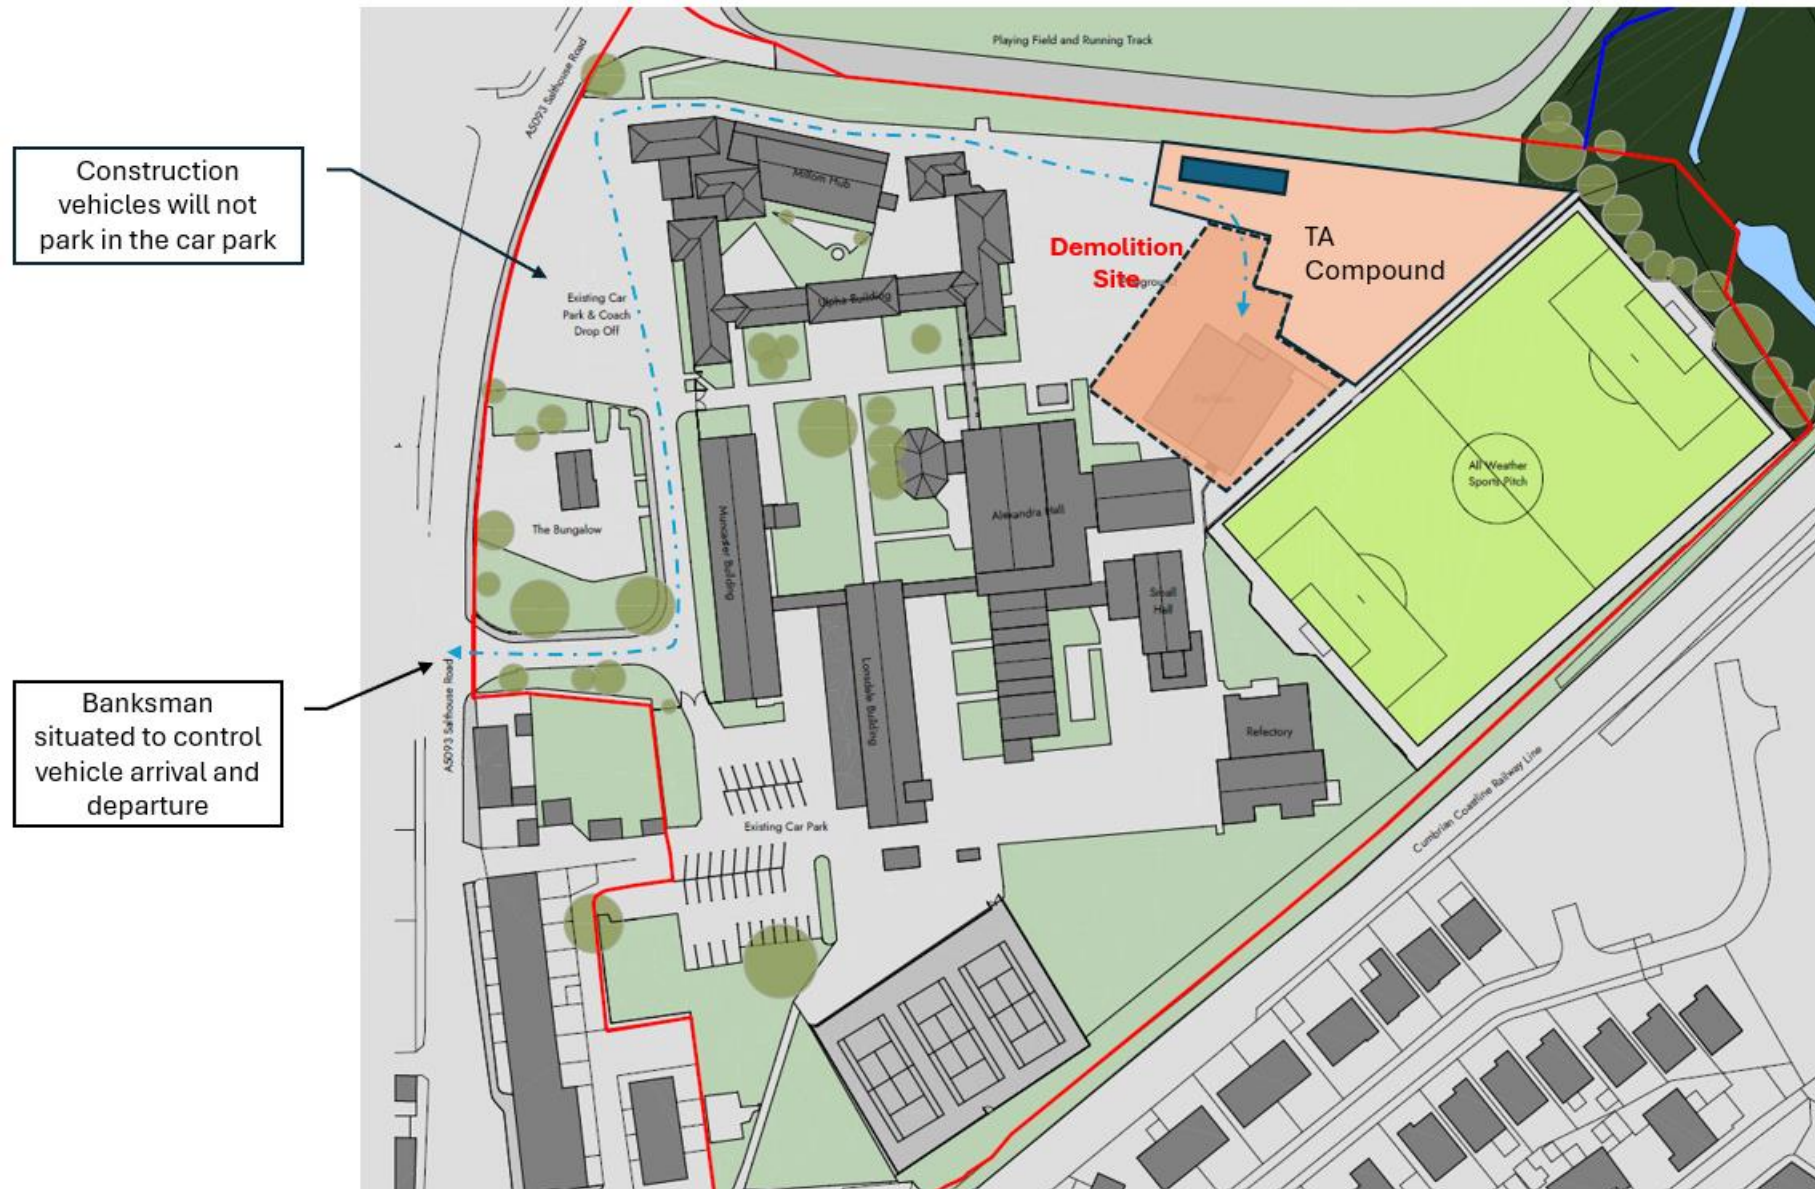 Playing Field and Running Track
A5093 Salthouse Road
Construction
vehicles will not
park in the car park
Millom Hub
Demolition
Site
TA
Compound
Existing Car
Park & Coach
Drop Off
Alpha Building
Pavilion
All Weather
Sports Pitch
The Bungalow
Muncaster Building
Alexandra Hall
Small
Hall
Banksman
situated to control
vehicle arrival and
departure
A5093 Salthouse Road
Lonsdale Building
Refectory
Existing Car Park
Cumbrian Coastline Railway Line